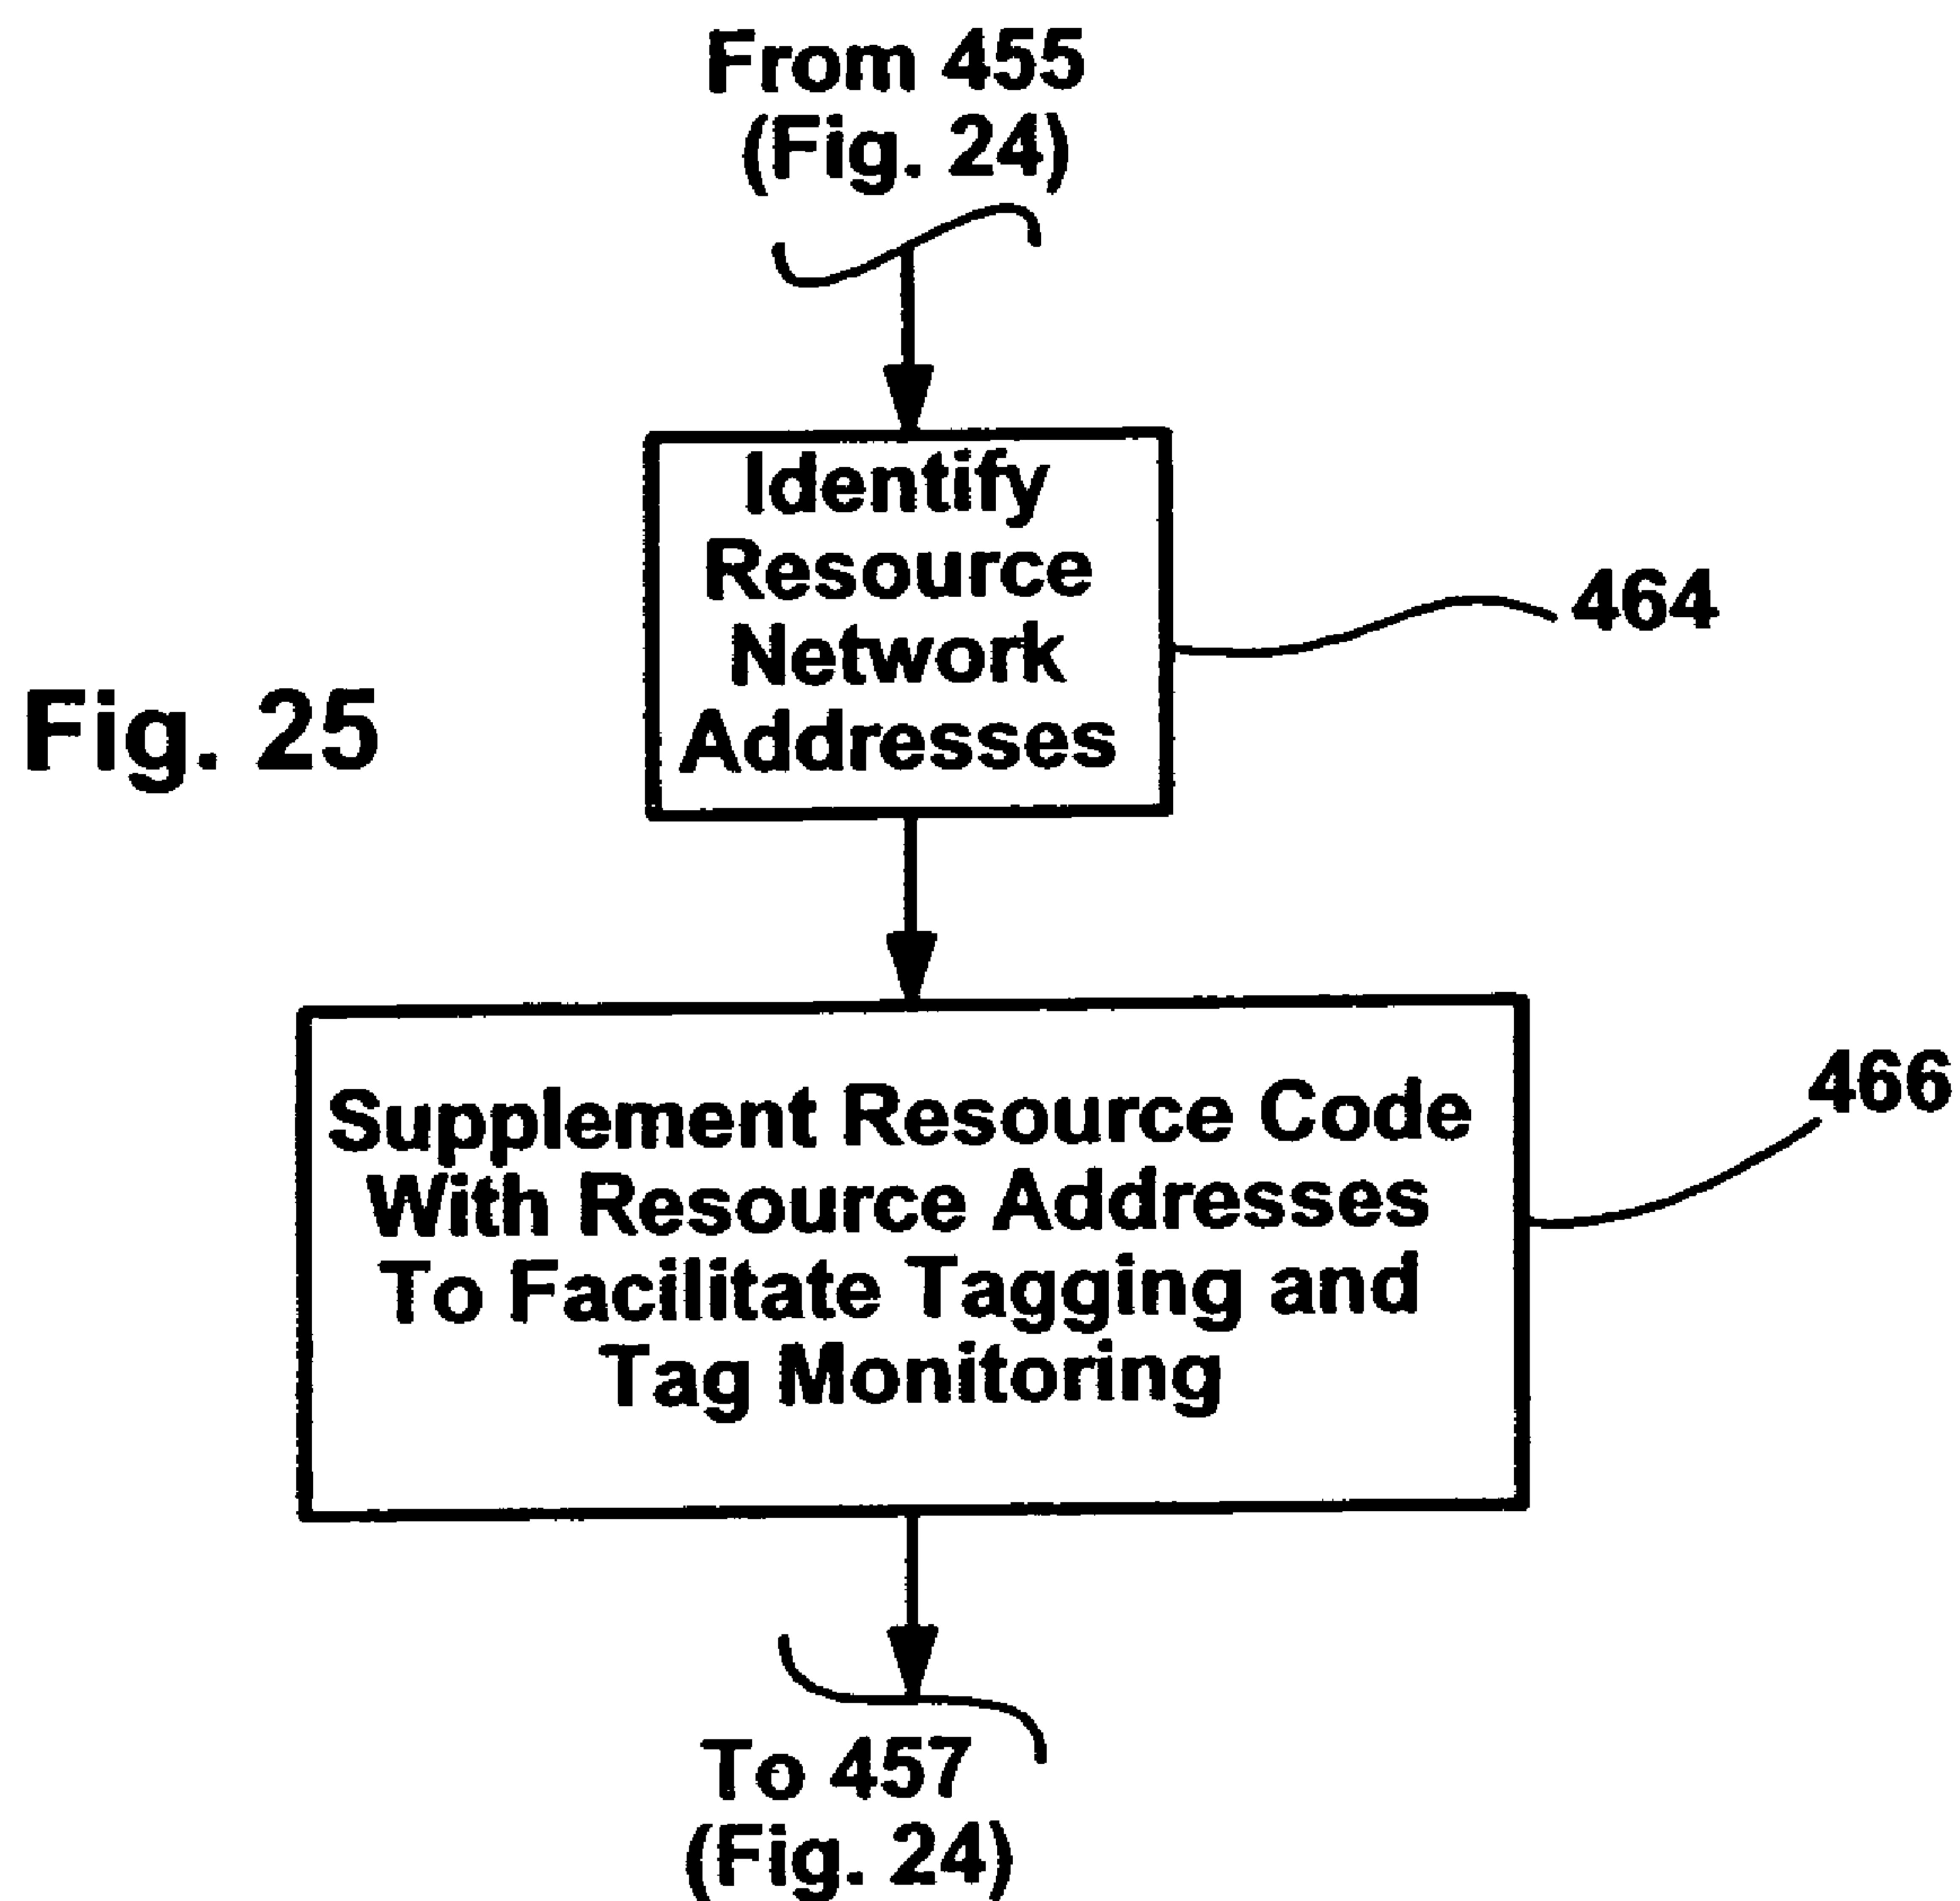 From 455
(Fig. 24)
Identify
Resource
Network
Addresses
464
Fig. 25
Supplement Resource Code
With Resource Addresses
To Facilitate Tagging and
Tag Monitoring
466
To 457
(Fig. 24)